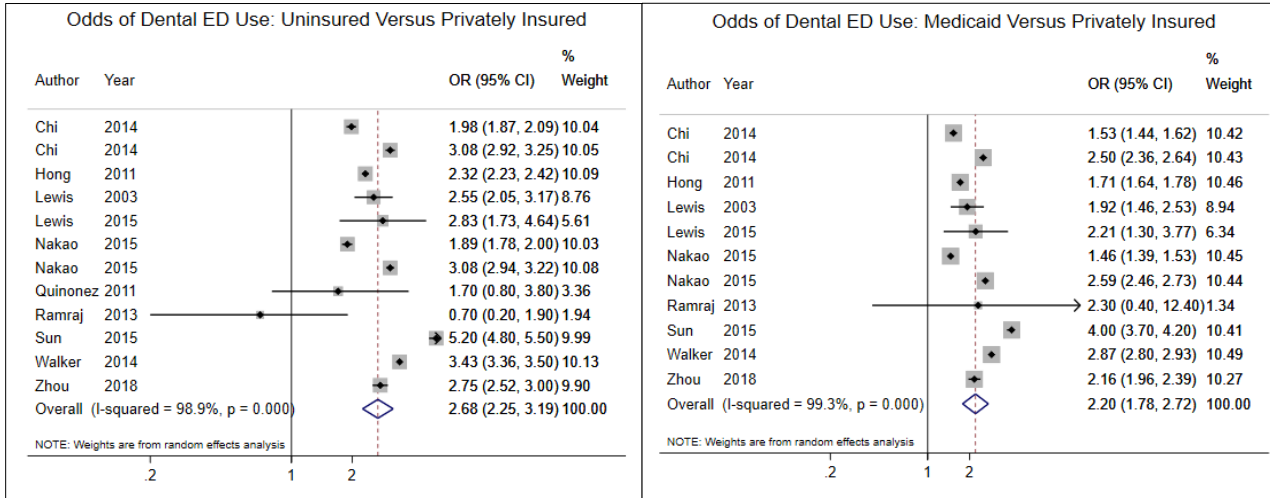 Odds of Dental ED Use: Uninsured Versus Privately Insured
%
Author Year OR (95% CI) Weight
Chi 2014 1.98 (1.87, 2.09) 10.04
Chi 2014 3.08 (2.92, 3.25) 10.05
Hong 2011 2.32 (2.23, 2.42) 10.09
Lewis 2003 2.55 (2.05, 3.17) 8.76
Lewis 2015 2.83 (1.73, 4.64) 5.61
Nakao 2015 1.89 (1.78, 2.00) 10.03
Nakao 2015 3.08 (2.94, 3.22) 10.08
Quinonez 2011 1.70 (0.80, 3.80) 3.36
Ramraj 2013 0.70 (0.20, 1.90) 1.94
Sun 2015 5.20 (4.80, 5.50) 9.99
Walker 2014 3.43 (3.36, 3.50) 10.13
Zhou 2018 2.75 (2.52, 3.00) 9.90
Overall (I-squared = 98.9%, p = 0.000) 2.68 (2.25, 3.19) 100.00
NOTE: Weights are from random effects analysis
.2 1 2
Odds of Dental ED Use: Medicaid Versus Privately Insured
%
Author Year OR (95% CI) Weight
Chi 2014 1.53 (1.44, 1.62) 10.42
Chi 2014 2.50 (2.36, 2.64) 10.43
Hong 2011 1.71 (1.64, 1.78) 10.46
Lewis 2003 1.92 (1.46, 2.53) 8.94
Lewis 2015 2.21 (1.30, 3.77) 6.34
Nakao 2015 1.46 (1.39, 1.53) 10.45
Nakao 2015 2.59 (2.46, 2.73) 10.44
Ramraj 2013 2.30 (0.40, 12.40) 1.34
Sun 2015 4.00 (3.70, 4.20) 10.41
Walker 2014 2.87 (2.80, 2.93) 10.49
Zhou 2018 2.16 (1.96, 2.39) 10.27
Overall (I-squared = 99.3%, p = 0.000) 2.20 (1.78, 2.72) 100.00
NOTE: Weights are from random effects analysis
.2 1 2